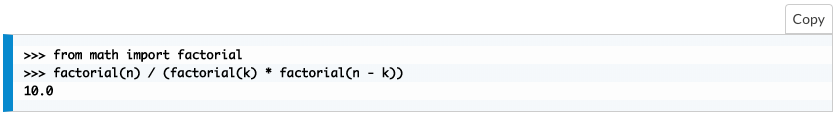 Copy
>>> from math import factorial
>>> factorial(n) / (factorial(k) * factorial(n - k))
10.0